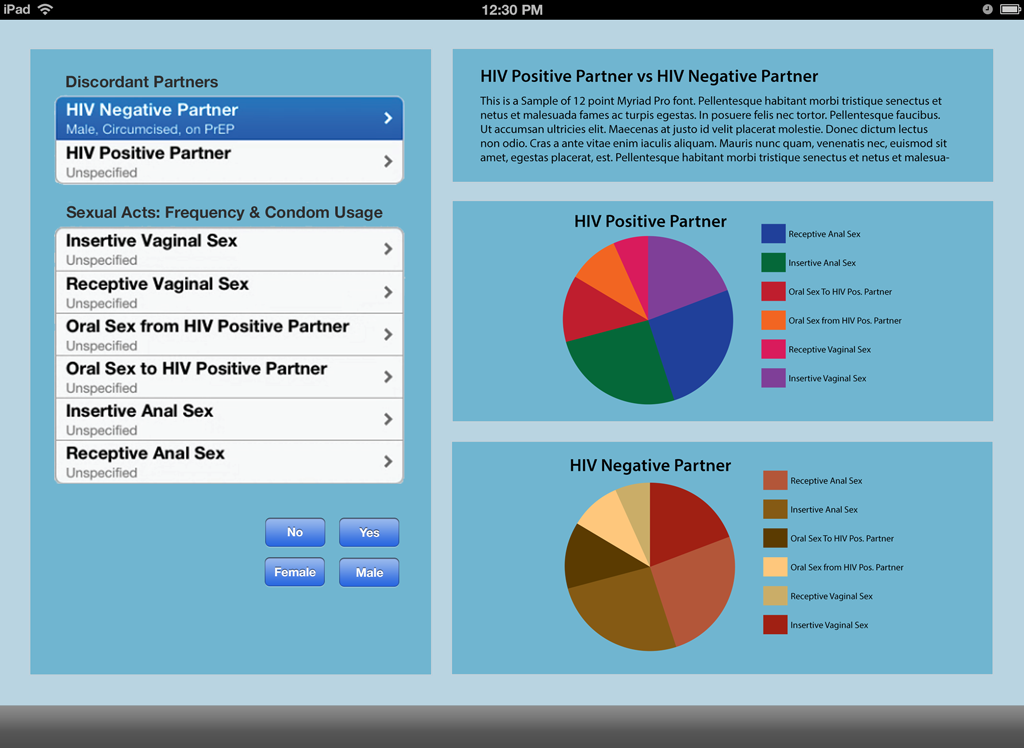 iPad
12:30 PM
Discordant Partners
HIV Negative Partner
Male, Circumcised, on PrEP
HIV Positive Partner
Unspecified
Sexual Acts: Frequency & Condom Usage
Insertive Vaginal Sex
Unspecified
Receptive Vaginal Sex
Unspecified
Oral Sex from HIV Positive Partner
Unspecified
Oral Sex to HIV Positive Partner
Unspecified
Insertive Anal Sex
Unspecified
Receptive Anal Sex
Unspecified
No
Yes
Female
Male
HIV Positive Partner vs HIV Negative Partner
This is a Sample of 12 point Myriad Pro font. Pellentesque habitant morbi tristique senectus et
netus et malesuada fames ac turpis egestas. In posuere felis nec tortor. Pellentesque faucibus.
Ut accumsan ultricies elit. Maecenas at justo id velit placerat molestie. Donec dictum lectus
non odio. Cras a ante vitae enim iaculis aliquam. Mauris nunc quam, venenatis nec, euismod sit
amet, egestas placerat, est. Pellentesque habitant morbi tristique senectus et netus et malesua-
HIV Positive Partner
Receptive Anal Sex
Insertive Anal Sex
Oral Sex To HIV Pos. Partner
Oral Sex from HIV Pos. Partner
Receptive Vaginal Sex
Insertive Vaginal Sex
HIV Negative Partner
Receptive Anal Sex
Insertive Anal Sex
Oral Sex To HIV Pos. Partner
Oral Sex from HIV Pos. Partner
Receptive Vaginal Sex
Insertive Vaginal Sex